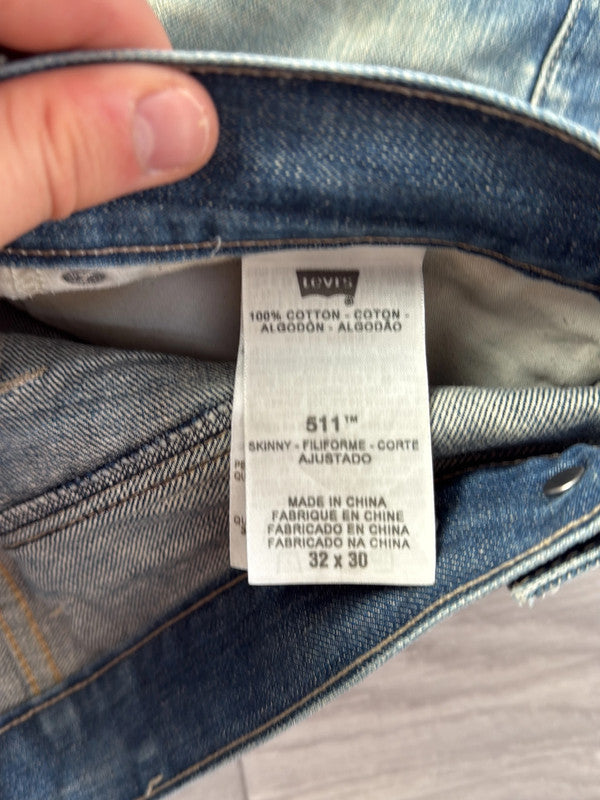 Levi's
®
100% COTTON - COTON -
ALGODÓN - ALGODÃO
511™
SKINNY - FILIFORME - CORTE
AJUSTADO
MADE IN CHINA
FABRIQUE EN CHINE
FABRICADO EN CHINA
FABRICADO NA CHINA
32 x 30